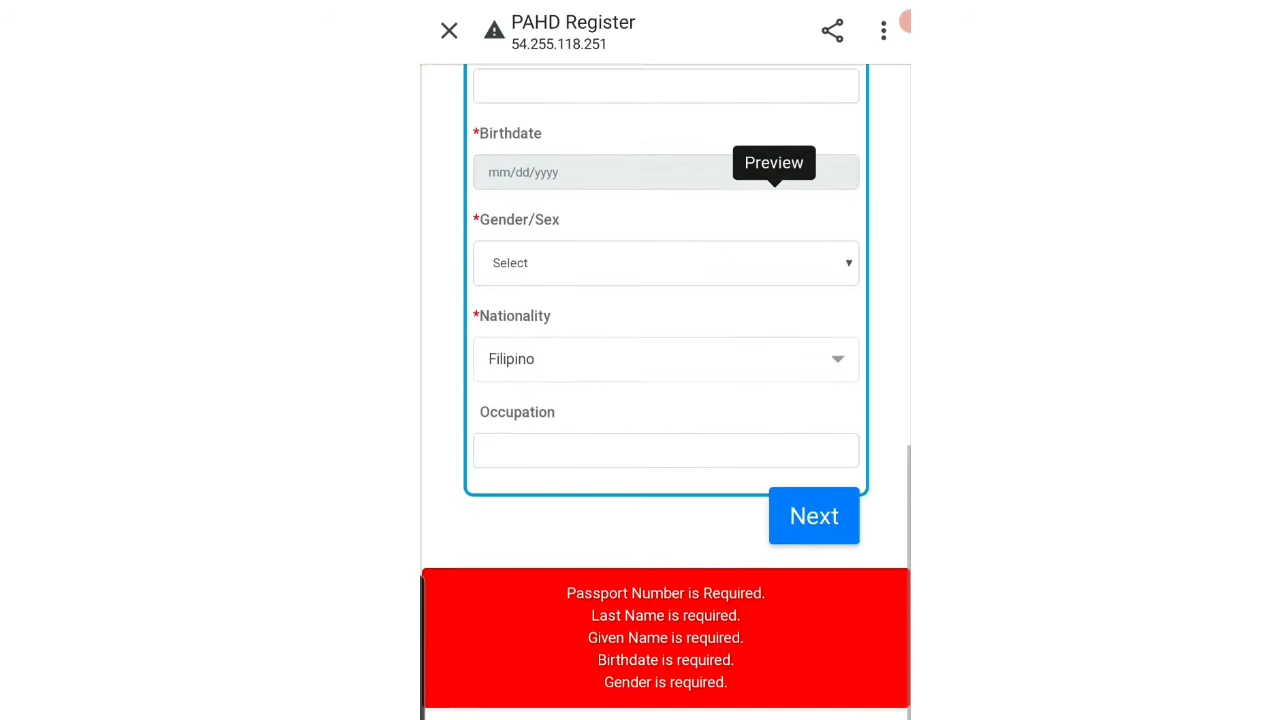 PAHD Register
54.255.118.251
*Birthdate
mm/dd/yyyy
Preview
*Gender/Sex
Select
*Nationality
Filipino
Occupation
Next
Passport Number is Required.
Last Name is required.
Given Name is required.
Birthdate is required.
Gender is required.